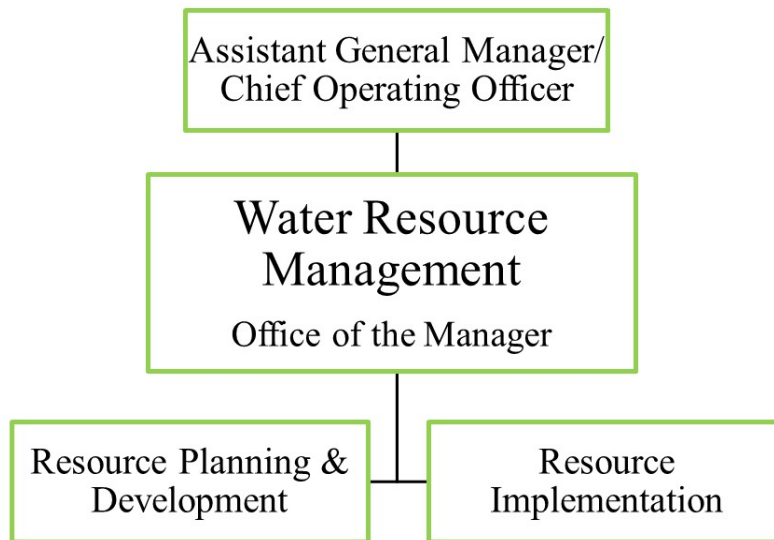 Assistant General Manager/
Chief Operating Officer
Water Resource
Management
Office of the Manager
Resource Planning &
Development
Resource
Implementation